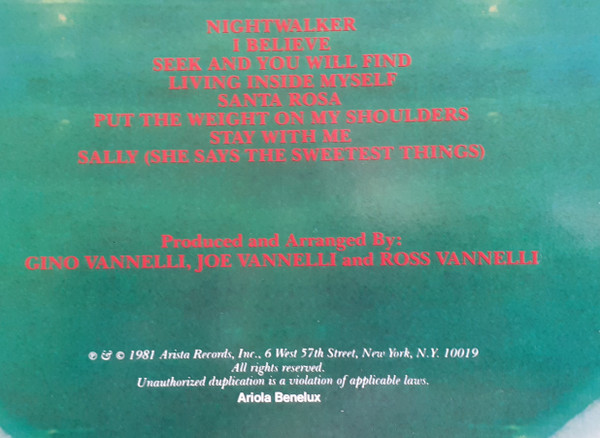 NIGHTWALKER
I BELIEVE
SEEK AND YOU WILL FIND
LIVING INSIDE MYSELF
SANTA ROSA
PUT THE WEIGHT ON MY SHOULDERS
STAY WITH ME
SALLY (SHE SAYS THE SWEETEST THINGS)
Produced and Arranged By:
GINO VANNELLI, JOE VANNELLI and ROSS VANNELLI
℗ & © 1981 Arista Records, Inc., 6 West 57th Street, New York, N.Y. 10019
All rights reserved.
Unauthorized duplication is a violation of applicable laws.
Ariola Benelux